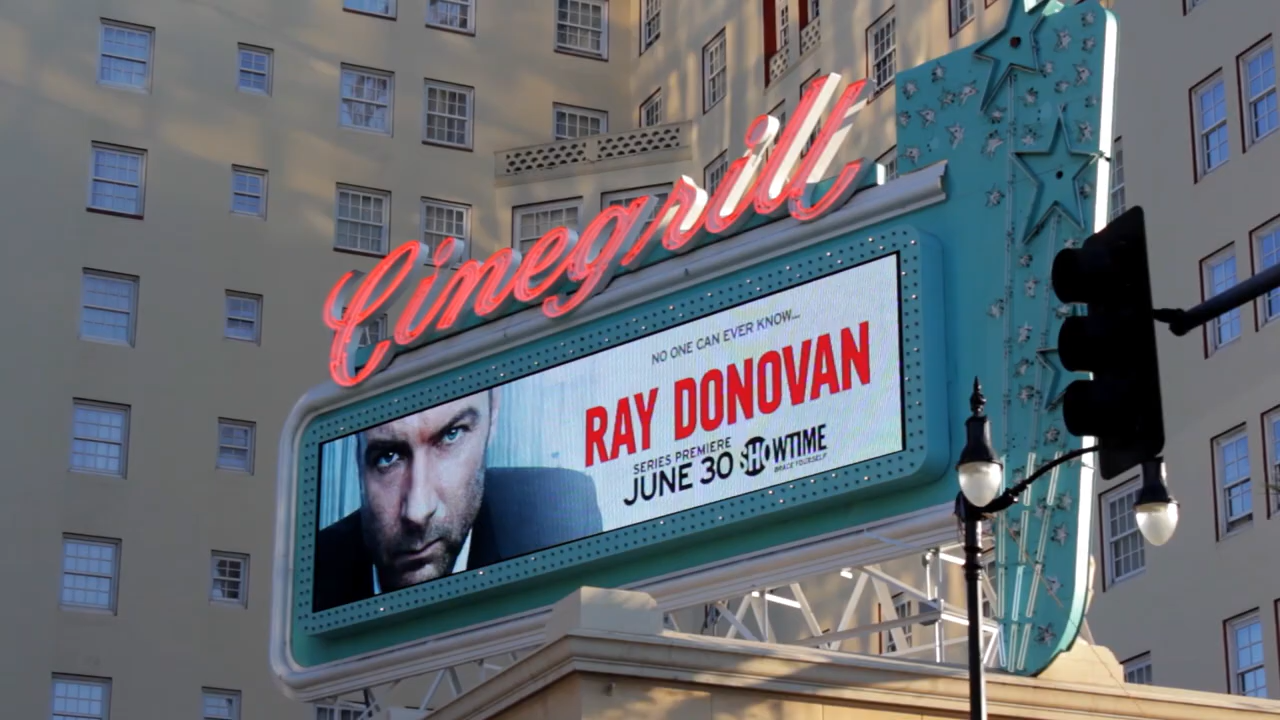 Cinegrill
NO ONE CAN EVER KNOW...
RAY DONOVAN
SERIES PREMIERE
JUNE 30
SHOWTIME
BRACE YOURSELF